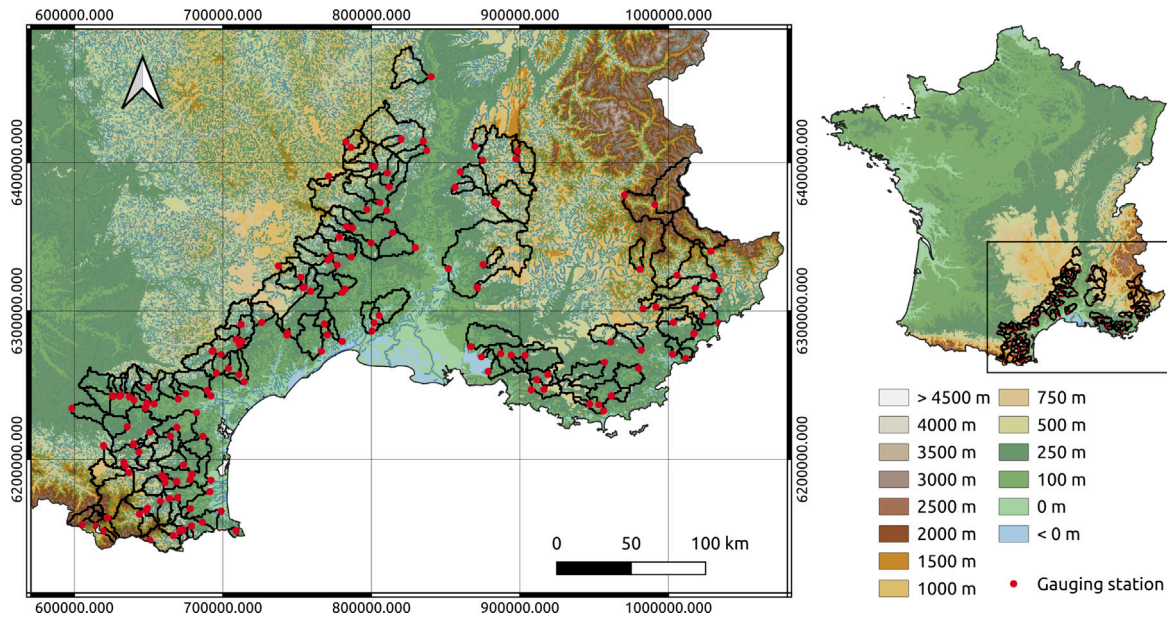 600000.000 700000.000 800000.000 900000.000 1000000.000
6400000.000 6400000.000
6300000.000 6300000.000
6200000.000 6200000.000
0 50 100 km
600000.000 700000.000 800000.000 900000.000 1000000.000
> 4500 m 750 m
4000 m 500 m
3500 m 250 m
3000 m 100 m
2500 m 0 m
2000 m < 0 m
1500 m
1000 m Gauging station